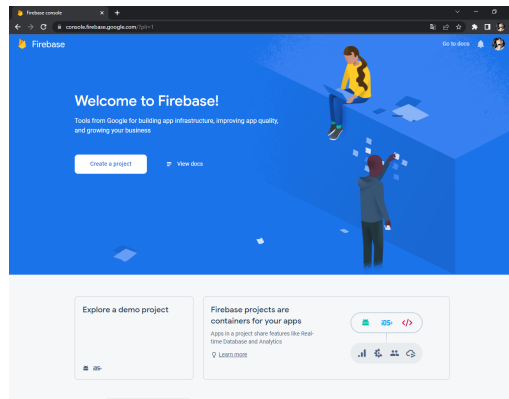 Firebase console
console.firebase.google.com/?pli=1
Firebase
Go to docs
Welcome to Firebase!
Tools from Google for building app infrastructure, improving app quality,
and growing your business
Create a project
View docs
Explore a demo project
iOS+
Firebase projects are
containers for your apps
Apps in a project share features like Real-
time Database and Analytics
Learn more
iOS+